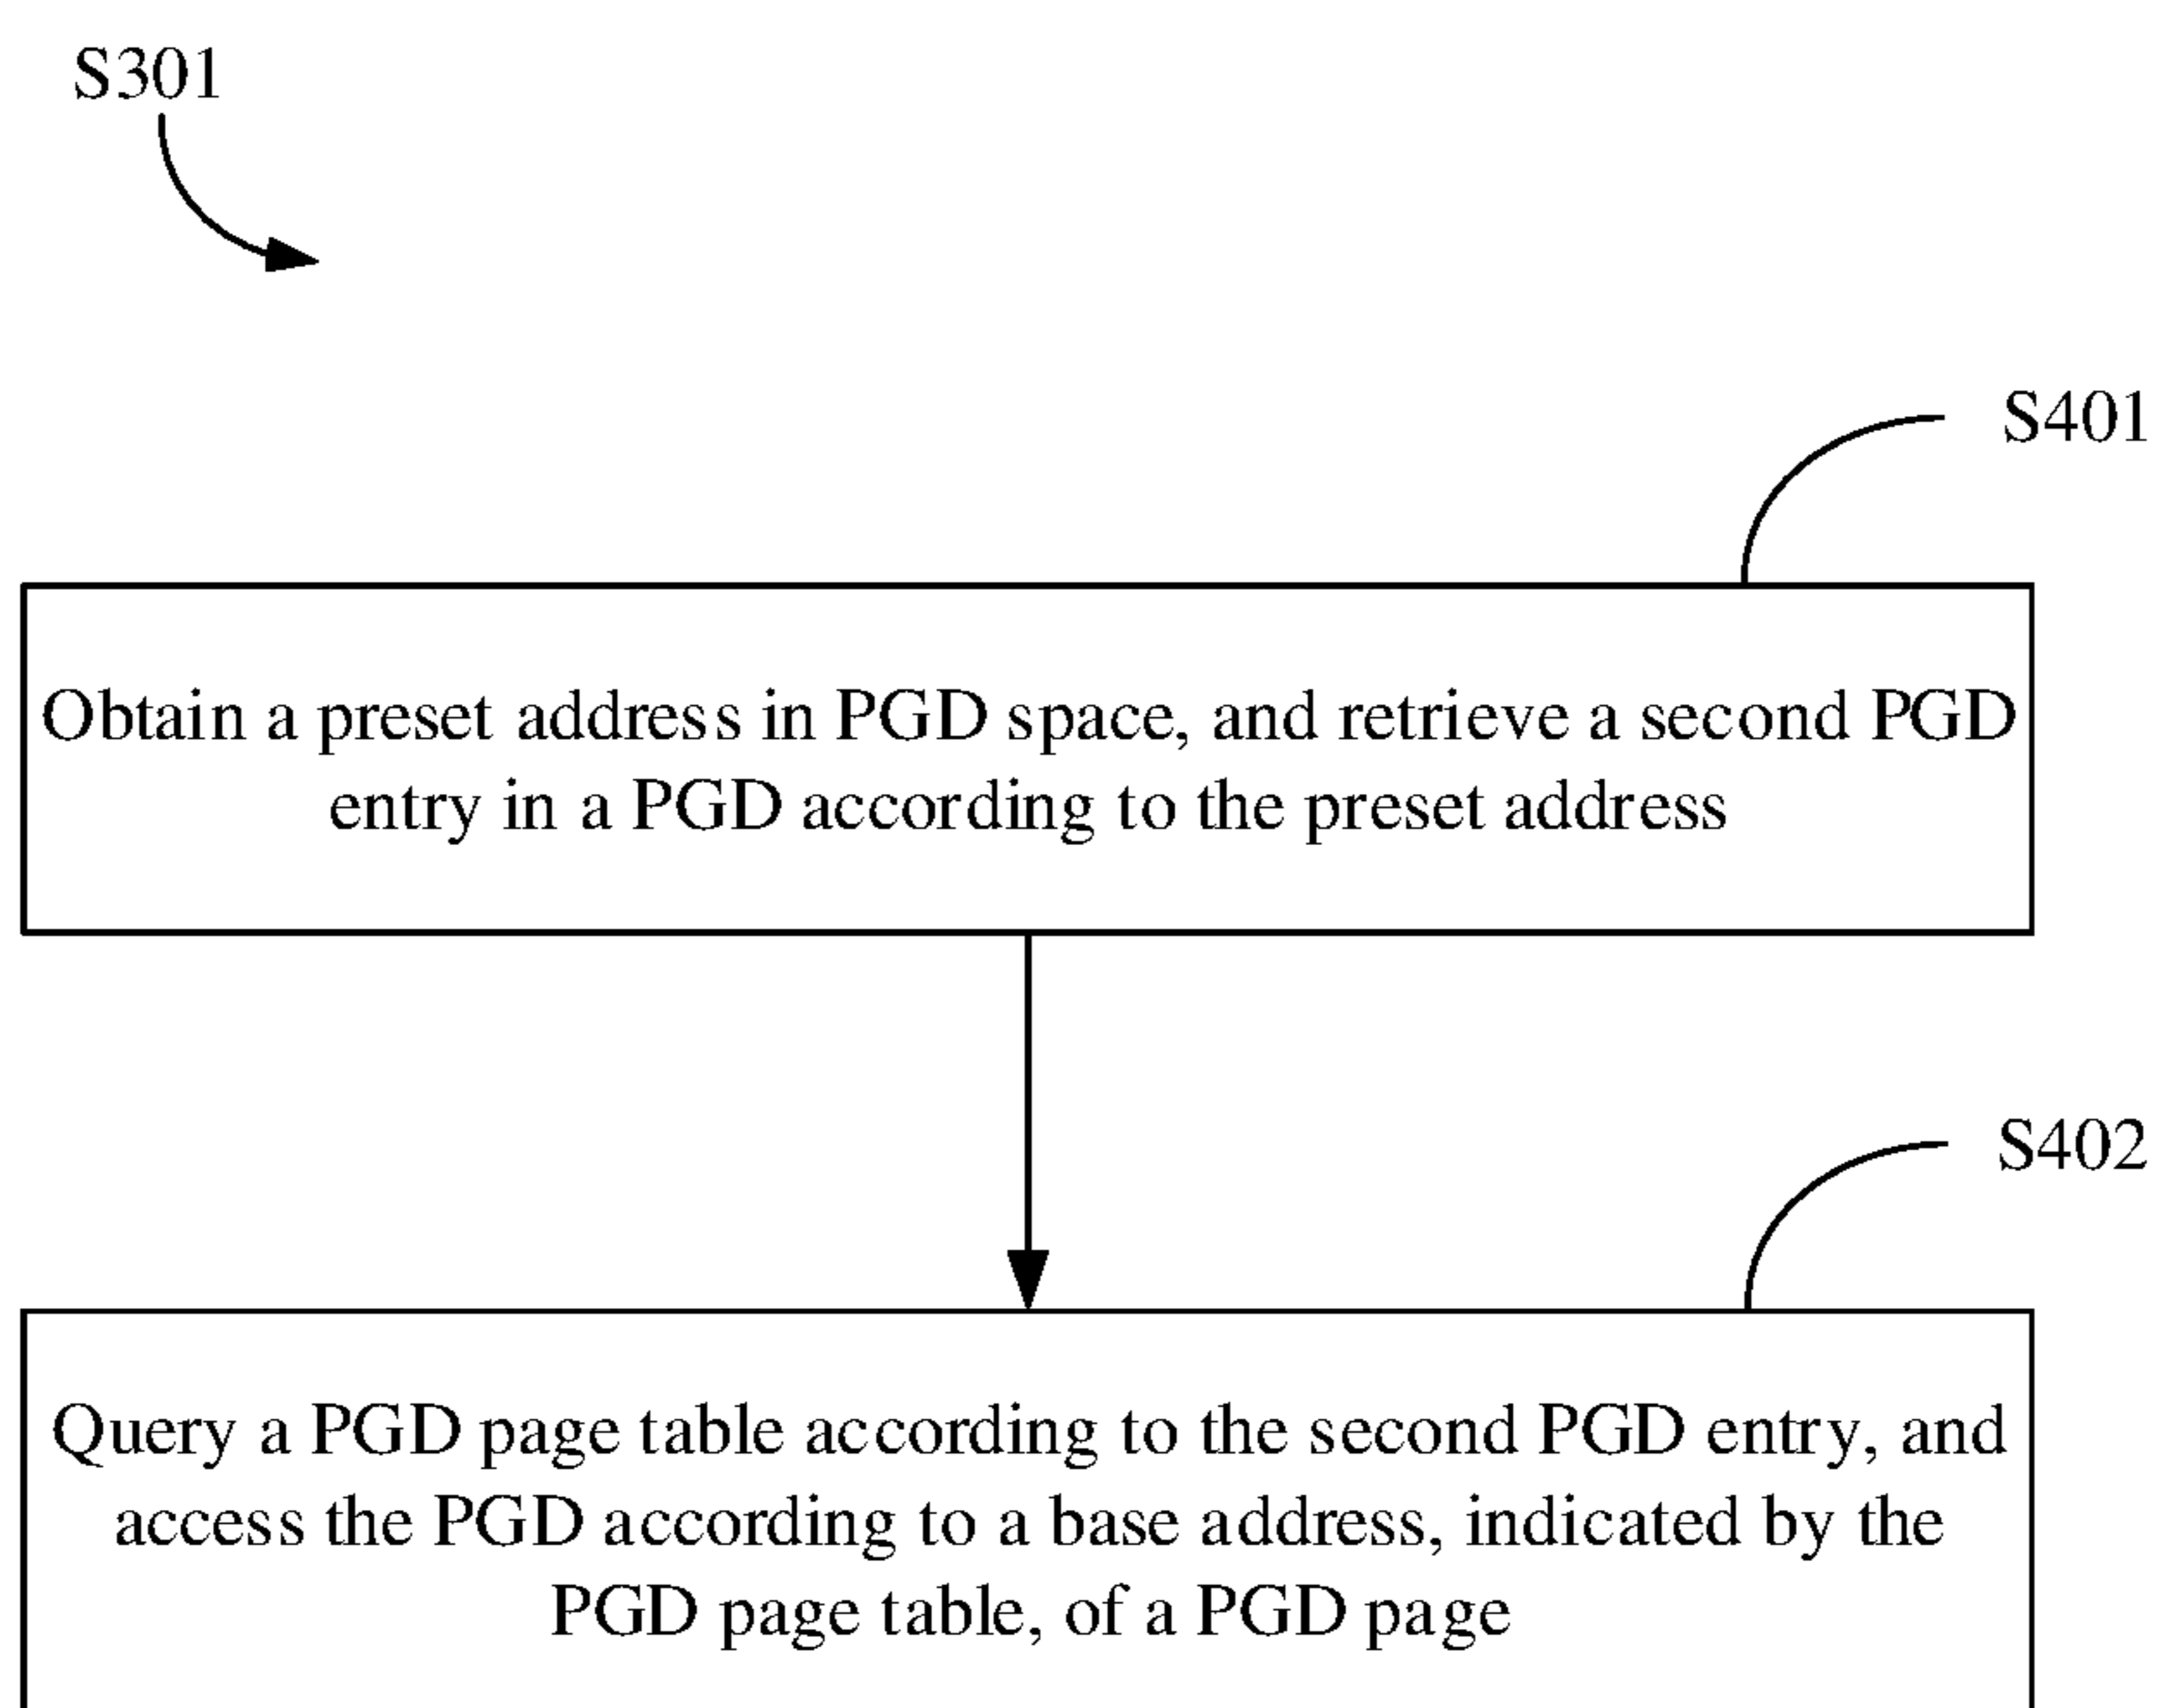 S301
S401
Obtain a preset address in PGD space, and retrieve a second PGD
entry in a PGD according to the preset address
S402
Query a PGD page table according to the second PGD entry, and
access the PGD according to a base address, indicated by the
PGD page table, of a PGD page